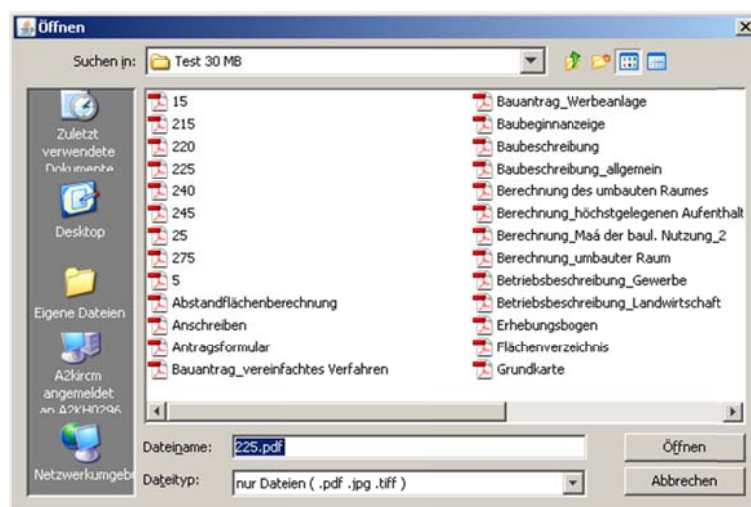 Öffnen
Suchen in:
Test 30 MB
Zuletzt
verwendete
Dokumente
Desktop
Eigene Dateien
A2kircm
angemeldet
an A2KH0296
Netzwerkumgeb
15
215
220
225
240
245
25
275
5
Abstandflächenberechnung
Anschreiben
Antragsformular
Bauantrag_vereinfachtes Verfahren
Bauantrag_Werbeanlage
Baubeginnanzeige
Baubeschreibung
Baubeschreibung_allgemein
Berechnung des umbauten Raumes
Berechnung_höchstgelegenen Aufenthalt
Berechnung_Maá der baul. Nutzung_2
Berechnung_umbauter Raum
Betriebsbeschreibung_Gewerbe
Betriebsbeschreibung_Landwirtschaft
Erhebungsbogen
Flächenverzeichnis
Grundkarte
Dateiname:
225.pdf
Öffnen
Dateityp:
nur Dateien ( .pdf .jpg .tiff )
Abbrechen